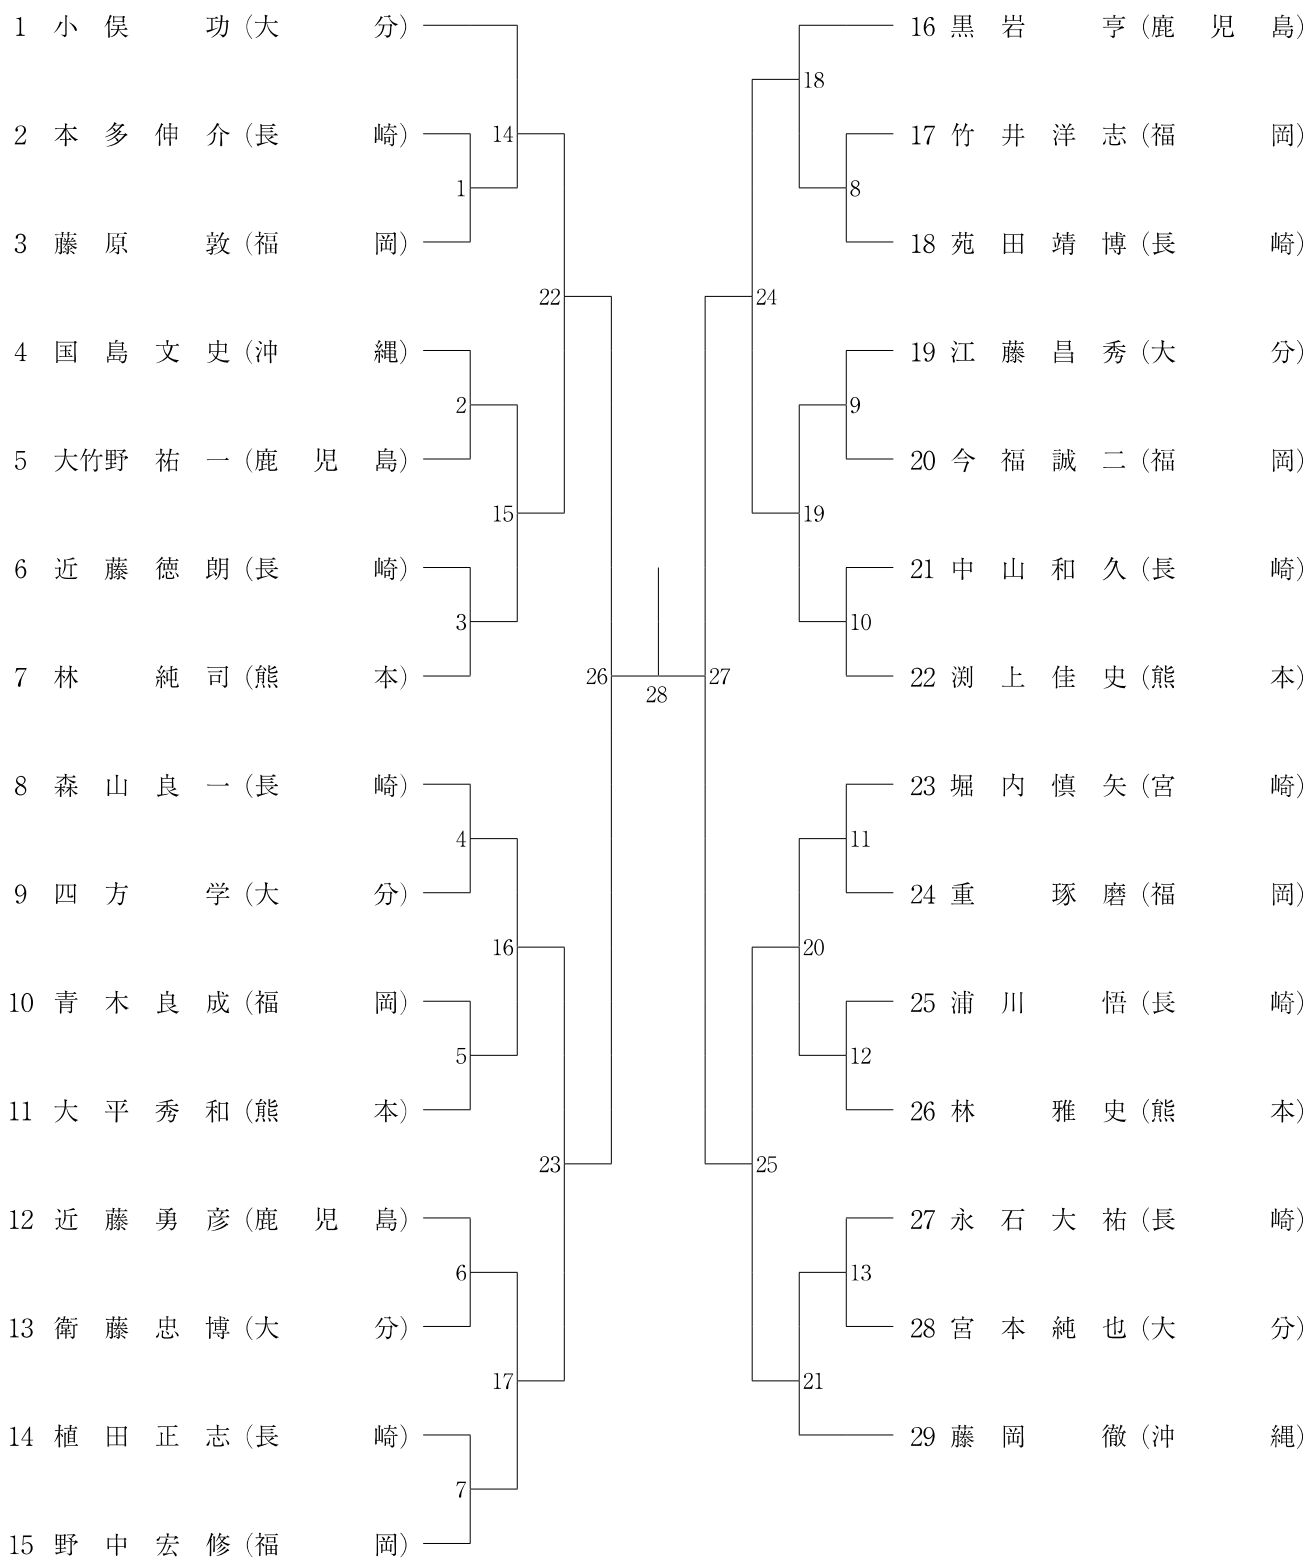 1 小俣 功(大分)
14
2 本多伸介(長崎)
1
3 藤原 敦(福岡)
22
4 国島文史(沖縄)
2
5 大竹野祐一(鹿児島)
15
6 近藤徳朗(長崎)
3
7 林 純司(熊本)
26
8 森山良一(長崎)
4
9 四方 学(大分)
16
10 青木良成(福岡)
5
11 大平秀和(熊本)
23
12 近藤勇彦(鹿児島)
6
13 衛藤忠博(大分)
17
14 植田正志(長崎)
7
15 野中宏修(福岡)
28
16 黒岩 亨(鹿児島)
18
17 竹井洋志(福岡)
8
18 苑田靖博(長崎)
24
19 江藤昌秀(大分)
9
20 今福誠二(福岡)
19
21 中山和久(長崎)
10
22 渕上佳史(熊本)
27
23 堀内慎矢(宮崎)
11
24 重 琢磨(福岡)
20
25 浦川 悟(長崎)
12
26 林 雅史(熊本)
25
27 永石大祐(長崎)
13
28 宮本純也(大分)
21
29 藤岡 徹(沖縄)